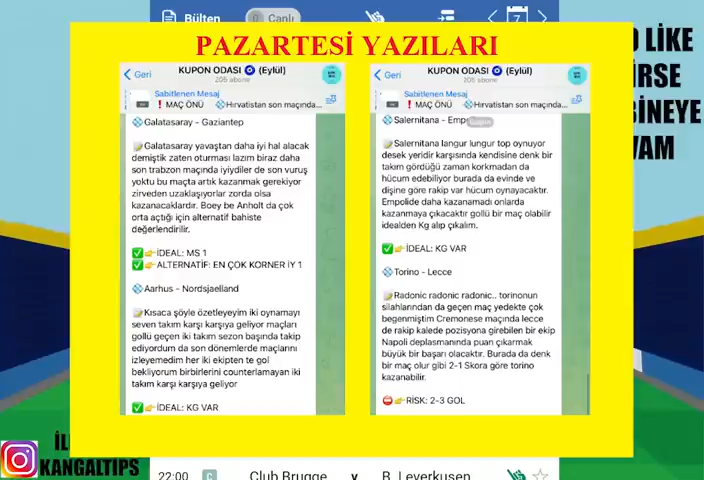 Bülten
Canlı
7
PAZARTESİ YAZILARI
Geri
KUPON ODASI (Eylül)
205 abone
Sabitlenen Mesaj
❗ MAÇ ÖNÜ 💠Hırvatistan son maçında...
💠Galatasaray - Gaziantep
📝Galatasaray yavaştan daha iyi hal alacak
demiştik zaten oturması lazım biraz daha
son trabzon maçında iyiydiler de son vuruş
yoktu bu maçta artık kazanmak gerekiyor
zirveden uzaklaşıyorlar zorda olsa
kazanacaklardır. Boey be Anholt da çok
orta açtığı için alternatif bahiste
değerlendirilir.
✅👉İDEAL: MS 1
✅👉ALTERNATİF: EN ÇOK KORNER İY 1
💠Aarhus - Nordsjaelland
📝Kısaca şöyle özetleyeyim iki oynamayı
seven takım karşı karşıya geliyor maçları
gollü geçen iki takım sezon başında takip
ediyordum da son dönemlerde maçlarını
izleyemedim her iki ekipten te gol
bekliyorum birbirlerini counterlamayan iki
takım karşı karşıya geliyor
✅👉İDEAL: KG VAR
Geri
KUPON ODASI (Eylül)
205 abone
Sabitlenen Mesaj
❗ MAÇ ÖNÜ 💠Hırvatistan son maçında...
💠Salernitana - Emp
📝Salernitana langur lungur top oynuyor
desek yeridir karşısında kendisine denk bir
takım gördüğü zaman korkmadan da
hücum edebiliyor burada da evinde ve
dişine göre rakip var hücum oynayacaktır.
Empolide daha kazanamadı onlarda
kazanmaya çıkacaktır gollü bir maç olabilir
idealden Kg alıp çıkalım.
✅👉İDEAL: KG VAR
💠Torino - Lecce
📝Radonic radonic radonic.. torinonun
silahlarından da geçen maç yedekte çok
begenmiştim Cremonese maçında lecce
de rakip kalede pozisyona girebilen bir ekip
Napoli deplasmanında puan çıkarmak
büyük bir başarı olacaktır. Burada da denk
bir maç olur gibi 2-1 Skora göre torino
kazanabilir.
⛔👉RİSK: 2-3 GOL
LİKE
İRSE
SİNEYE
VAM
İL
KANGALTIPS
22:00 C Club Brugge v B. Leverkusen